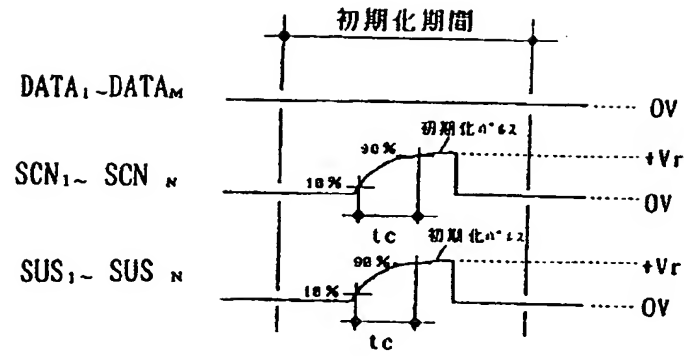 初期化期間
DATA₁~DATAM 0V
初期化パルス
90% +Vr
SCN₁~ SCN N 10% 0V
tc 初期化パルス
90% +Vr
SUS₁~ SUS N 10% 0V
tc